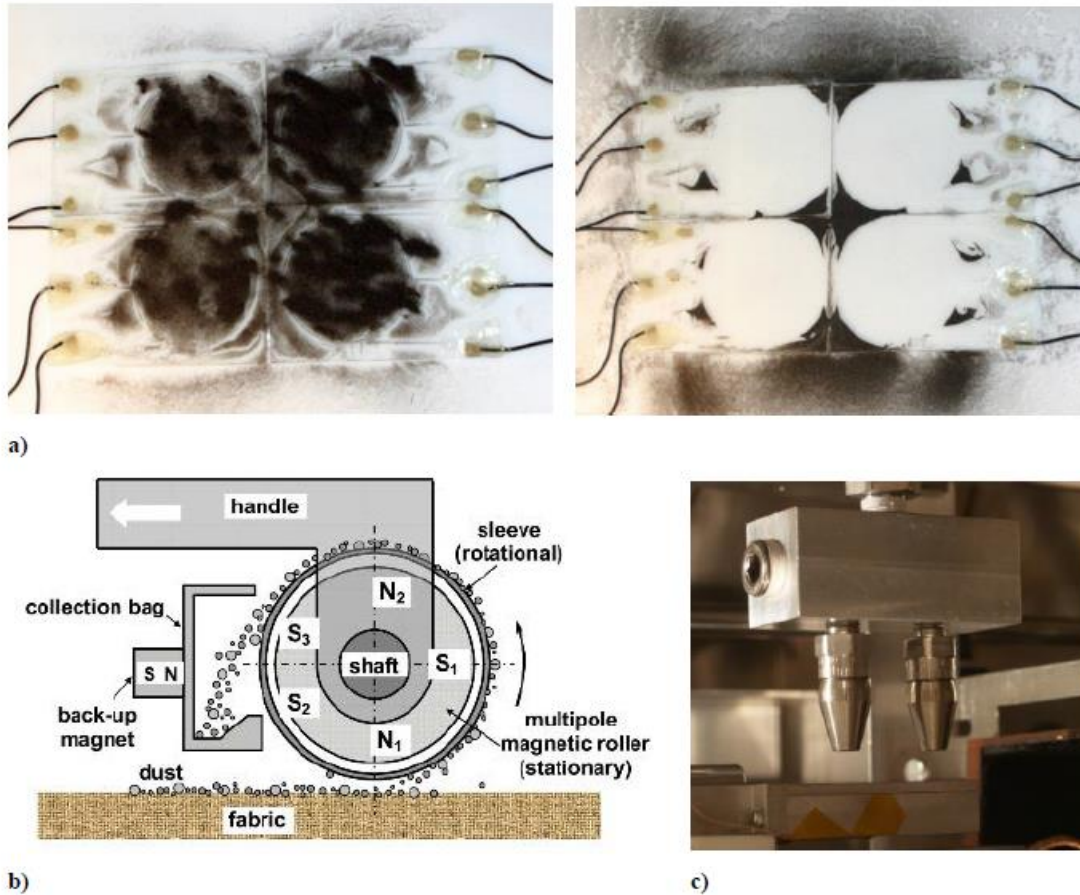 a)
handle
sleeve
(rotational)
collection bag
N2
S3
S1
shaft
S N
S2
back-up
magnet
N1
multipole
magnetic roller
(stationary)
dust
fabric
b)
c)